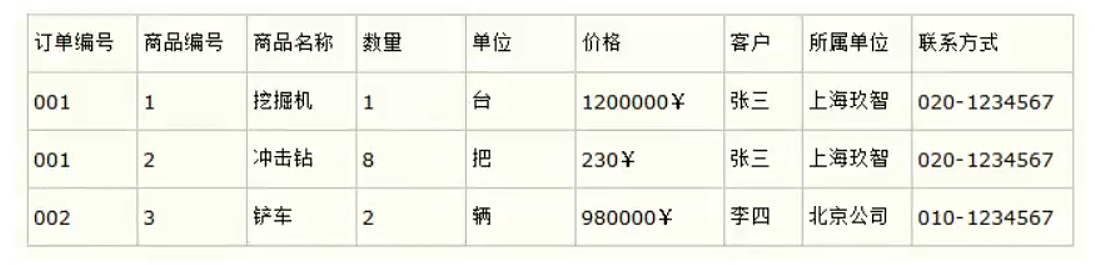 订单编号 商品编号 商品名称 数量 单位 价格 客户 所属单位 联系方式
001 1 挖掘机 1 台 1200000¥ 张三 上海玖智 020-1234567
001 2 冲击钻 8 把 230¥ 张三 上海玖智 020-1234567
002 3 铲车 2 辆 980000¥ 李四 北京公司 010-1234567